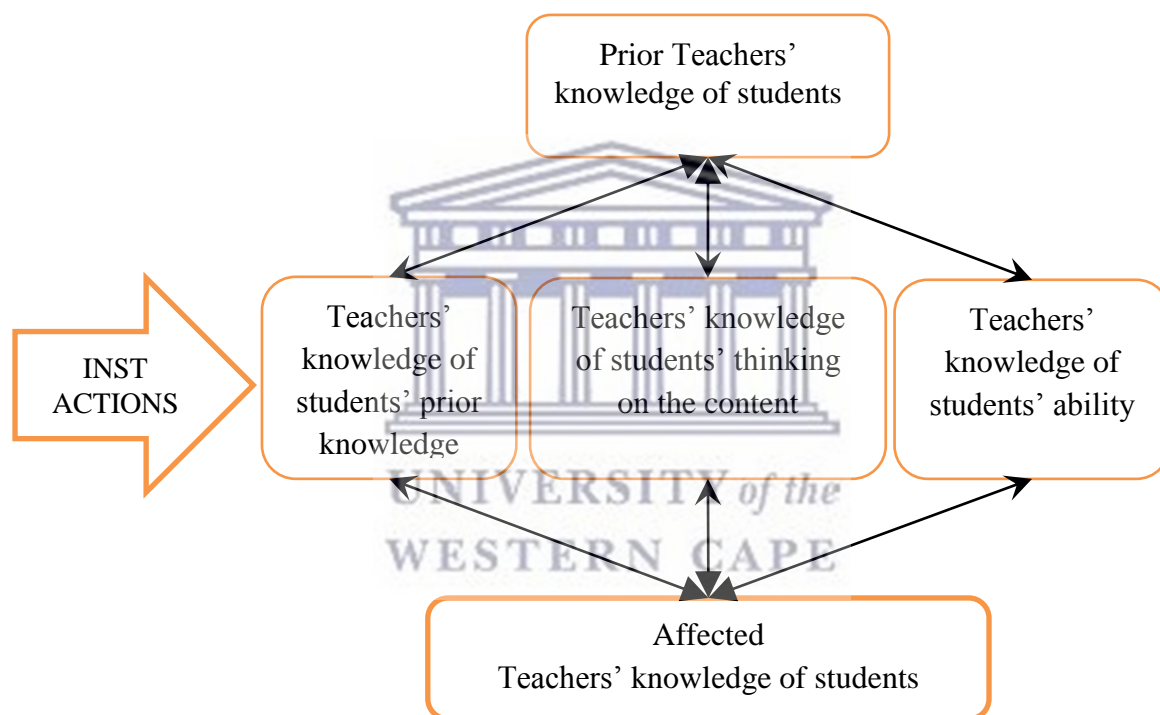 Prior Teachers’
knowledge of students
INST
ACTIONS
Teachers’
knowledge of
students’ prior
knowledge
Teachers’ knowledge
of students’ thinking
on the content
Teachers’
knowledge of
students’ ability
UNIVERSITY of the
WESTERN CAPE
Affected
Teachers’ knowledge of students